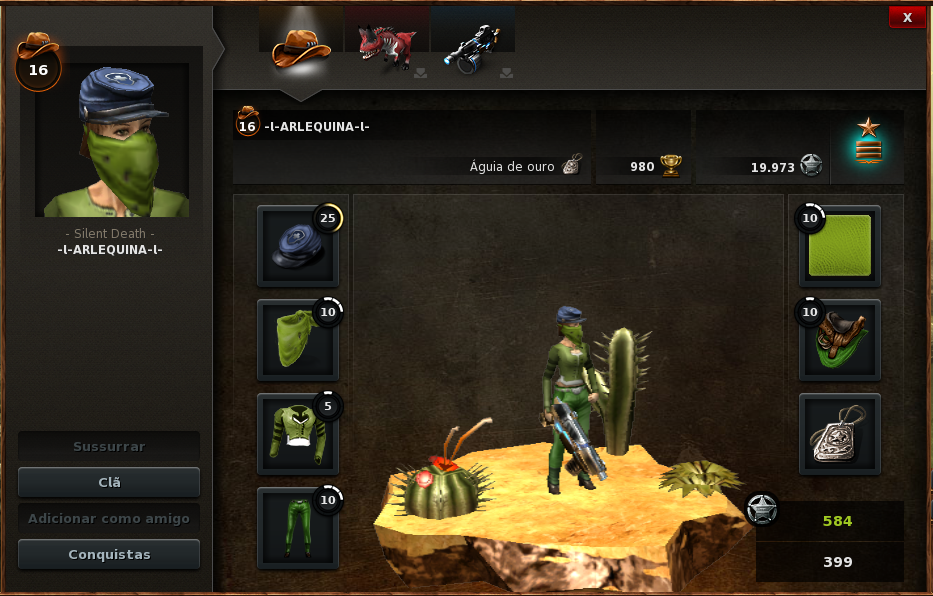 X
16
- Silent Death -
-l-ARLEQUINA-l-
Sussurrar
Clã
Adicionar como amigo
Conquistas
16 -l-ARLEQUINA-l-
Águia de ouro
980
19.973
25
10
5
10
10
10
584
399